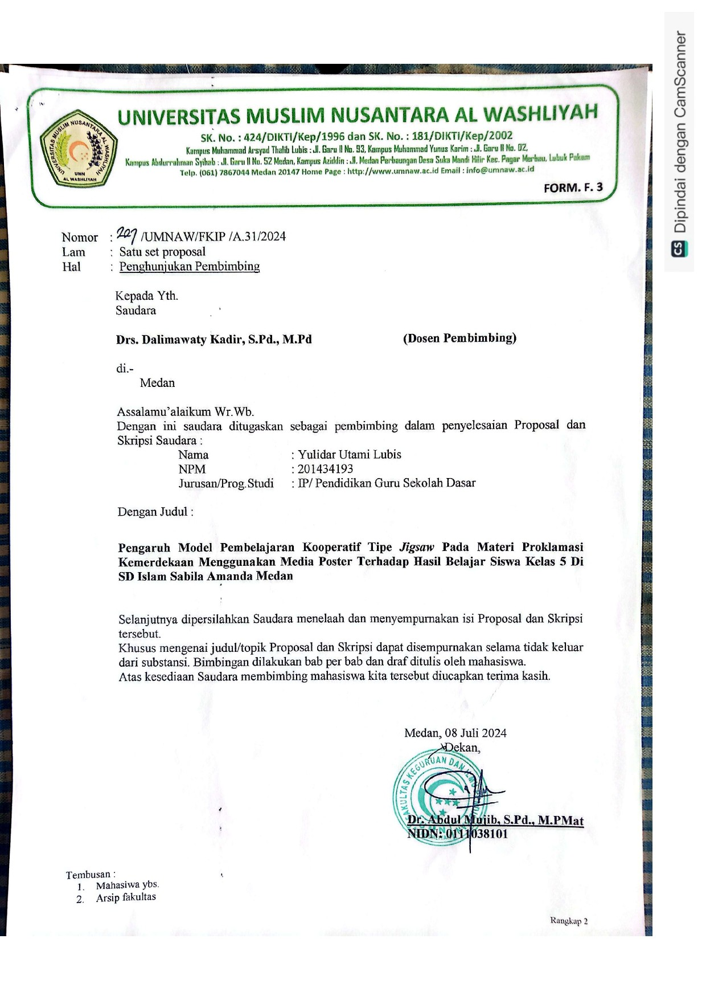 UNIVERSITAS MUSLIM NUSANTARA AL WASHLIYAH
SK. No. : 424/DIKTI/Kep/1996 dan SK. No. : 181/DIKTI/Kep/2002
Kampus Muhammad Arsyad Thalib Lubis : Jl. Garu II No. 93, Kampus Muhammad Yunus Karim : Jl. Garu II No. 02,
Kampus Abdurrahman Syihab : Jl. Garu II No. 52 Medan, Kampus Aziddin : Jl. Medan Perbaungan Desa Suka Mandi Hilir Kec. Pagar Merbau, Lubuk Pakam
Telp. (061) 7867044 Medan 20147 Home Page : http://www.umnaw.ac.id Email : info@umnaw.ac.id
UNIVERSITAS MUSLIM NUSANTARA AL WASHLIYAH
UMN
AL WASHLIYAH
FORM. F. 3
Nomor : 207 /UMNAW/FKIP /A.31/2024
Lam : Satu set proposal
Hal : Penghunjukan Pembimbing
Kepada Yth.
Saudara
Drs. Dalimawaty Kadir, S.Pd., M.Pd (Dosen Pembimbing)
di.-
Medan
Assalamu'alaikum Wr.Wb.
Dengan ini saudara ditugaskan sebagai pembimbing dalam penyelesaian Proposal dan
Skripsi Saudara :
Nama : Yulidar Utami Lubis
NPM : 201434193
Jurusan/Prog.Studi : IP/ Pendidikan Guru Sekolah Dasar
Dengan Judul :
Pengaruh Model Pembelajaran Kooperatif Tipe Jigsaw Pada Materi Proklamasi
Kemerdekaan Menggunakan Media Poster Terhadap Hasil Belajar Siswa Kelas 5 Di
SD Islam Sabila Amanda Medan
Selanjutnya dipersilahkan Saudara menelaah dan menyempurnakan isi Proposal dan Skripsi
tersebut.
Khusus mengenai judul/topik Proposal dan Skripsi dapat disempurnakan selama tidak keluar
dari substansi. Bimbingan dilakukan bab per bab dan draf ditulis oleh mahasiswa.
Atas kesediaan Saudara membimbing mahasiswa kita tersebut diucapkan terima kasih.
Medan, 08 Juli 2024
Dekan,
FAKULTAS KEGURUAN DAN ILMU
Dr. Abdul Mujib, S.Pd., M.PMat
NIDN: 0111038101
Tembusan :
1. Mahasiwa ybs.
2. Arsip fakultas
Rangkap 2
CS Dipindai dengan CamScanner